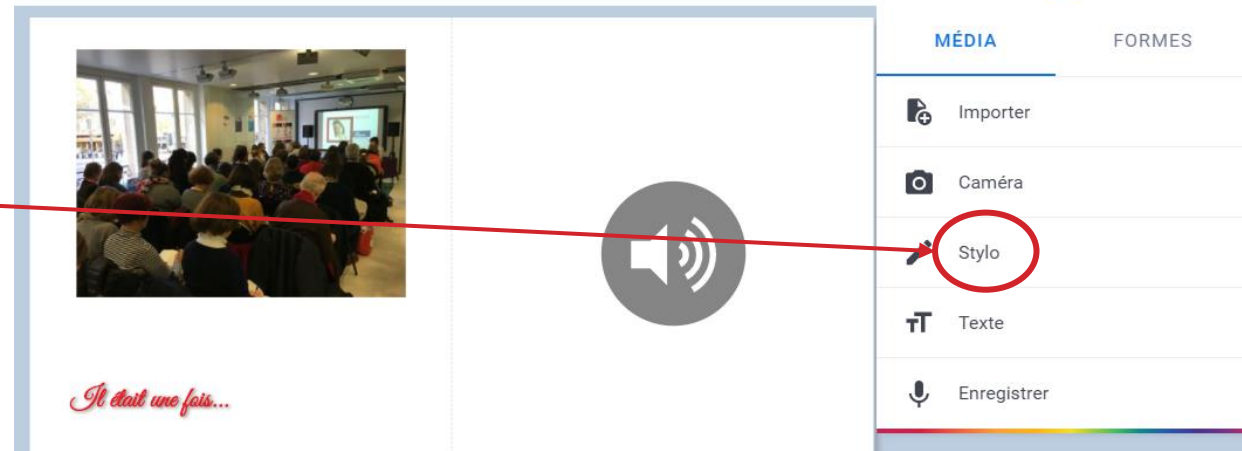 MÉDIA FORMES
Importer
Caméra
Stylo
Texte
Enregistrer
Il était une fois...